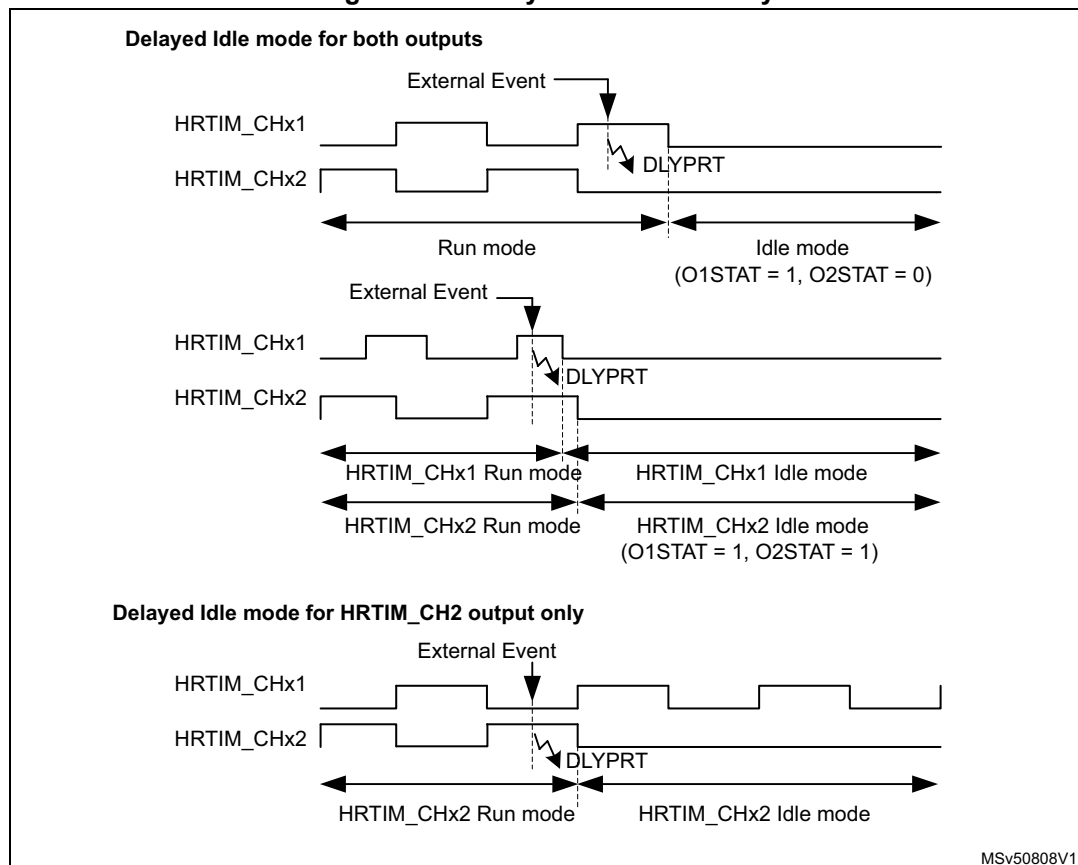 Delayed Idle mode for both outputs
External Event
HRTIM_CHx1
DLYPRT
HRTIM_CHx2
Run mode
Idle mode
(O1STAT = 1, O2STAT = 0)
External Event
HRTIM_CHx1
DLYPRT
HRTIM_CHx2
HRTIM_CHx1 Run mode
HRTIM_CHx1 Idle mode
HRTIM_CHx2 Run mode
HRTIM_CHx2 Idle mode
(O1STAT = 1, O2STAT = 1)
Delayed Idle mode for HRTIM_CH2 output only
External Event
HRTIM_CHx1
HRTIM_CHx2
DLYPRT
HRTIM_CHx2 Run mode
HRTIM_CHx2 Idle mode
MSv50808V1